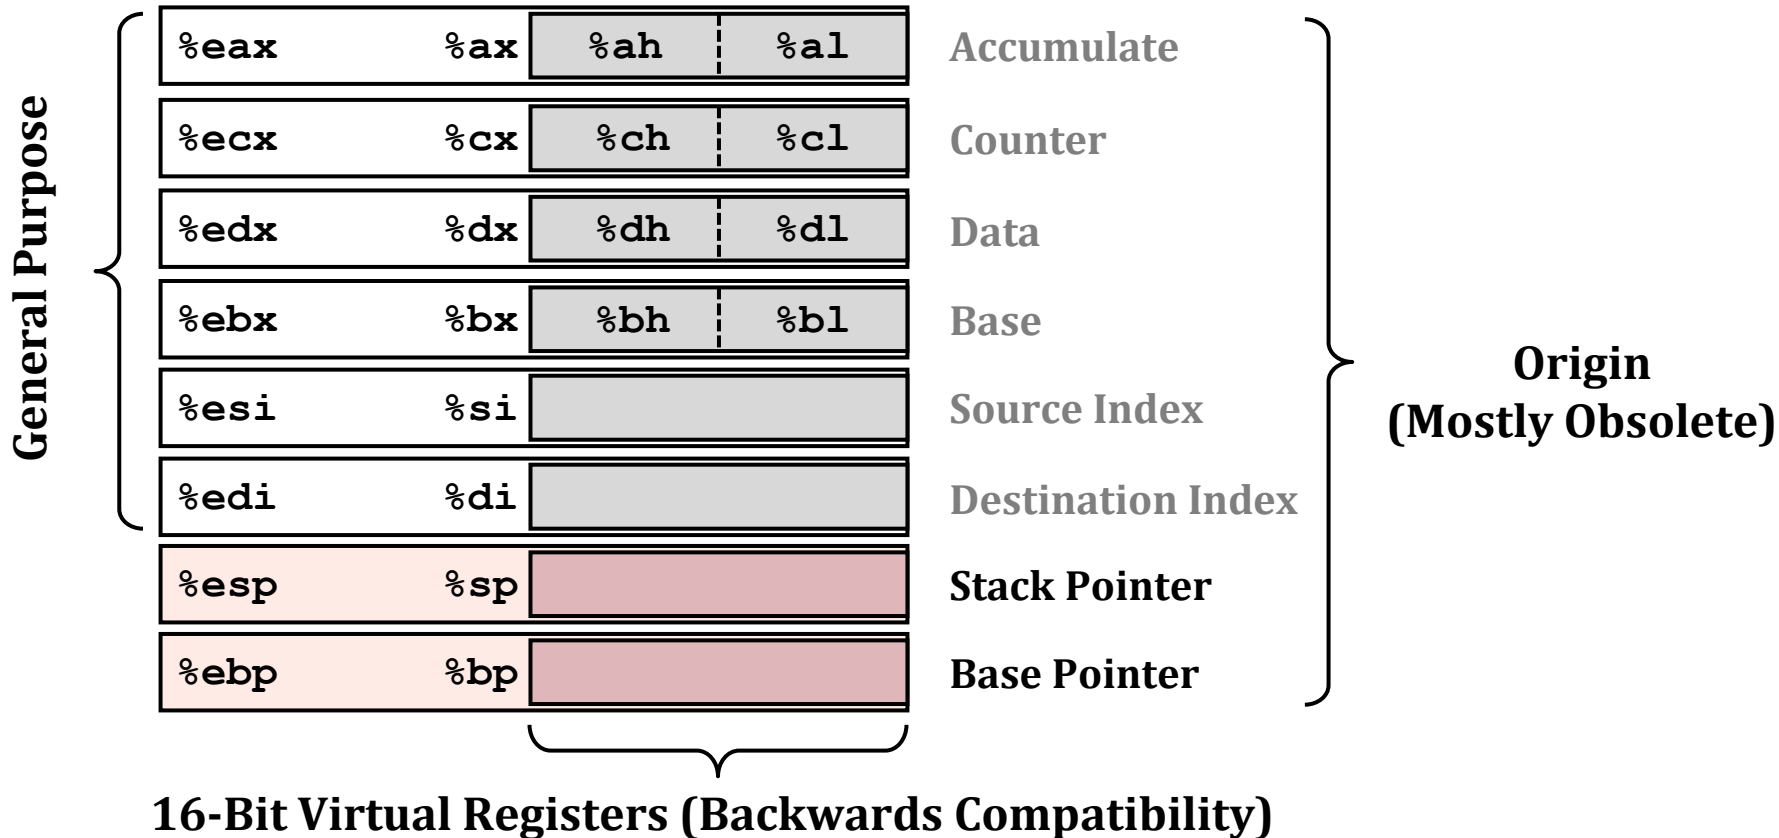 General Purpose
%eax %ax %ah %al Accumulate
%ecx %cx %ch %cl Counter
%edx %dx %dh %dl Data
%ebx %bx %bh %bl Base
%esi %si Source Index
%edi %di Destination Index
%esp %sp Stack Pointer
%ebp %bp Base Pointer
Origin
(Mostly Obsolete)
16-Bit Virtual Registers (Backwards Compatibility)